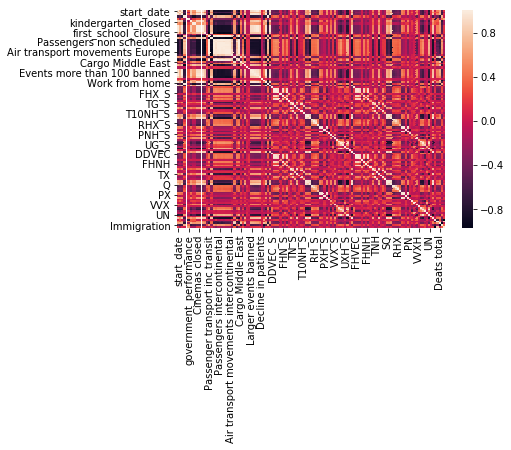 start_date
kindergarten_closed
first_school_closure
Passengers non scheduled
Air transport movements Europe
Cargo Middle East
Events more than 100 banned
Work from home
FHX_S
TG_S
T10NH_S
RHX_S
PNH_S
UG_S
DDVEC
FHNH
TX
Q
PX
VVX
UN
Immigration
start_date
government_performance
Cinemas closed
Passenger transport inc transit
Passengers intercontinental
Air transport movements intercontinental
Cargo Middle East
Larger events banned
Decline in patients
DDVEC_S
FHN_S
TN_S
T10NH_S
RH_S
PXH_S
VVX_S
UXH_S
FHVEC
FHNH
TNH
SQ
RHX
PN
VVXH
UN
Deats total
0.8
0.4
0.0
−0.4
−0.8